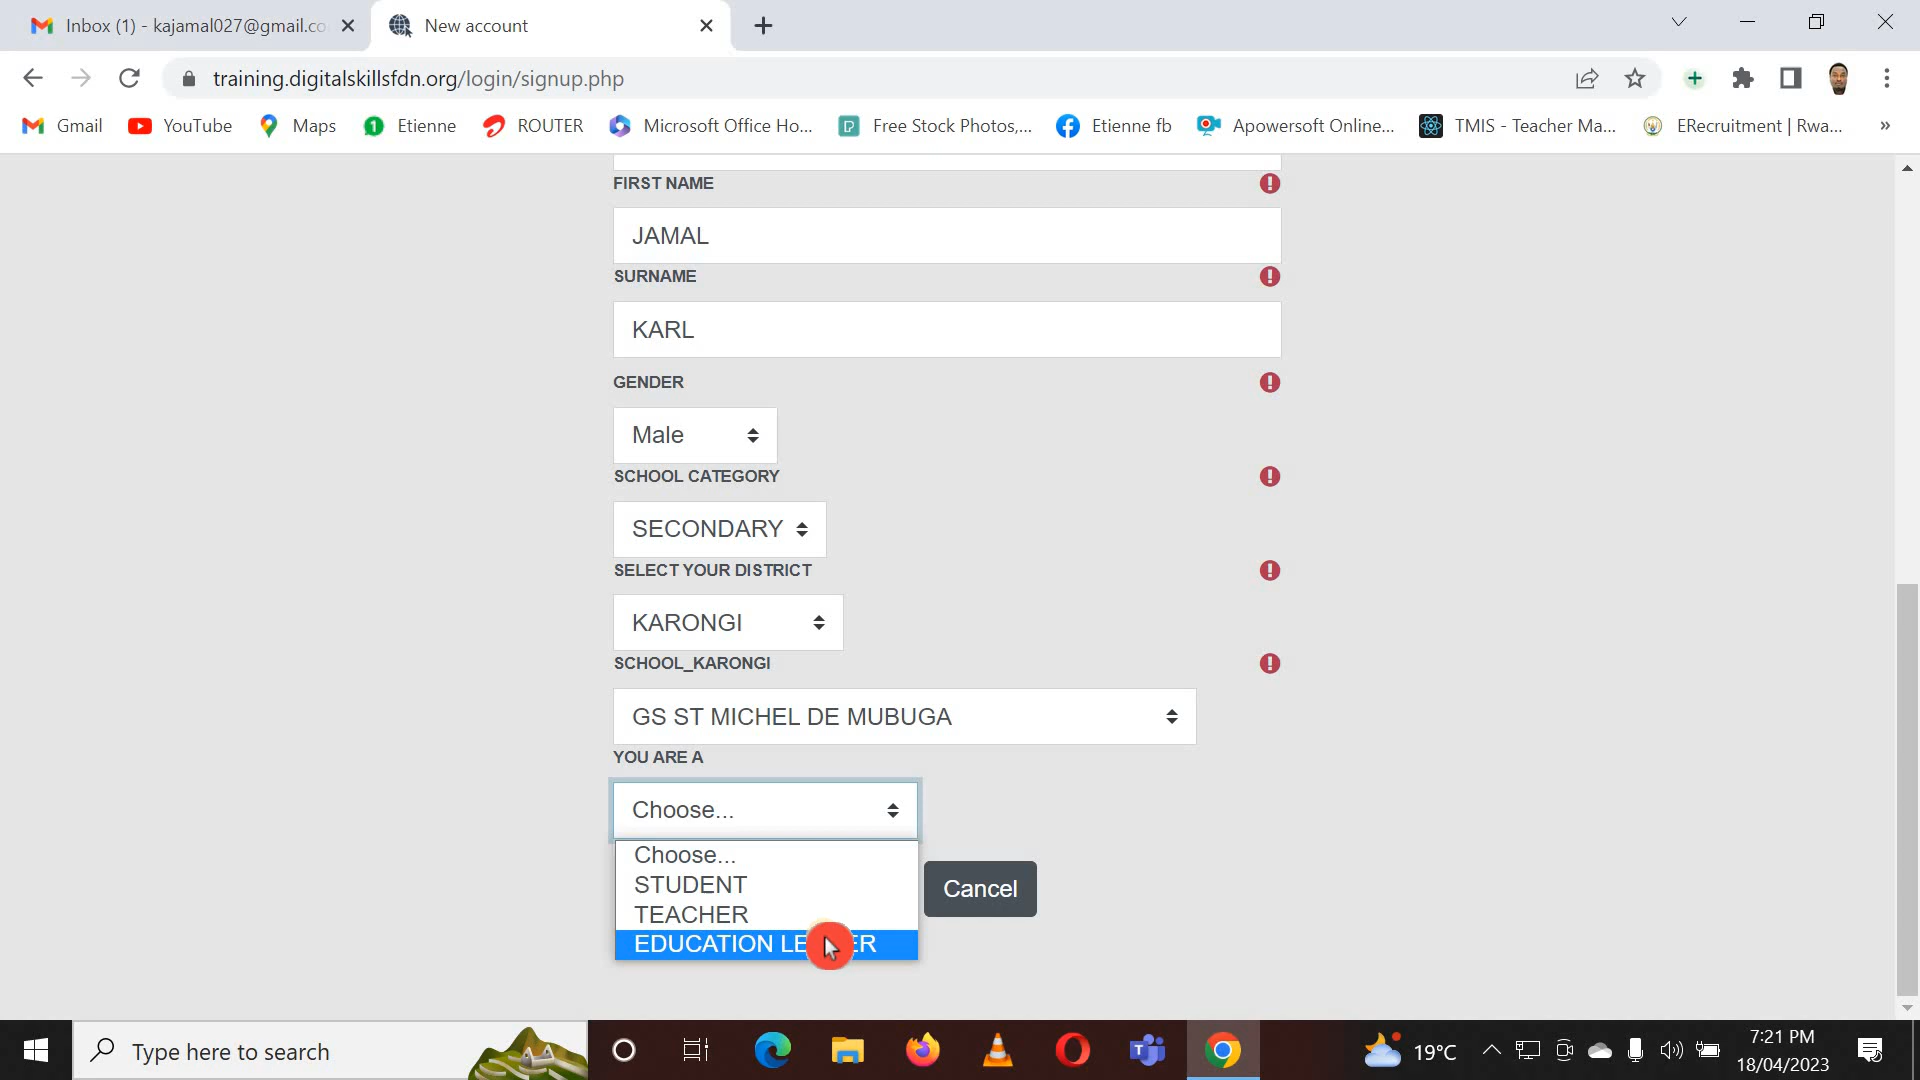 Inbox (1) - kajamal027@gmail.co
New account
training.digitalskillsfdn.org/login/signup.php
Gmail
YouTube
Maps
Etienne
ROUTER
Microsoft Office Ho...
Free Stock Photos,...
Etienne fb
Apowersoft Online...
TMIS - Teacher Ma...
ERecruitment | Rwa...
»
FIRST NAME
JAMAL
SURNAME
KARL
GENDER
Male
SCHOOL CATEGORY
SECONDARY
SELECT YOUR DISTRICT
KARONGI
SCHOOL_KARONGI
GS ST MICHEL DE MUBUGA
YOU ARE A
Choose...
Choose...
STUDENT
TEACHER
EDUCATION
Cancel
Type here to search
19°C
7:21 PM
18/04/2023